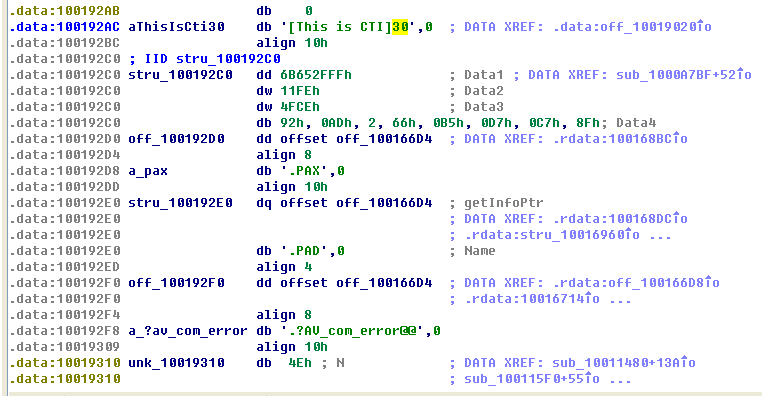 .data:100192AB db 0
.data:100192AC aThisIsCti30 db '[This is CTI]30',0 ; DATA XREF: .data:off_10019020↑o
.data:100192BC align 10h
.data:100192C0 ; IID stru_100192C0
.data:100192C0 stru_100192C0 dd 6B652FFFh ; Data1 ; DATA XREF: sub_1000A7BF+52↑o
.data:100192C0 dw 11FEh ; Data2
.data:100192C0 dw 4FCEh ; Data3
.data:100192C0 db 92h, 0ADh, 2, 66h, 0B5h, 0D7h, 0C7h, 8Fh; Data4
.data:100192D0 off_100192D0 dd offset off_100166D4 ; DATA XREF: .rdata:100168BC↑o
.data:100192D4 align 8
.data:100192D8 a_pax db '.PAX',0
.data:100192DD align 10h
.data:100192E0 stru_100192E0 dq offset off_100166D4 ; getInfoPtr
.data:100192E0 ; DATA XREF: .rdata:100168DC↑o
.data:100192E0 ; .rdata:stru_10016960↑o ...
.data:100192E0 db '.PAD',0 ; Name
.data:100192ED align 4
.data:100192F0 off_100192F0 dd offset off_100166D4 ; DATA XREF: .rdata:off_100166D8↑o
.data:100192F0 ; .rdata:10016714↑o ...
.data:100192F4 align 8
.data:100192F8 a_?av_com_error db '.?AV_com_error@@',0
.data:10019309 align 10h
.data:10019310 unk_10019310 db 4Eh ; N ; DATA XREF: sub_10011480+13A↑o
.data:10019310 ; sub_100115F0+55↑o ...